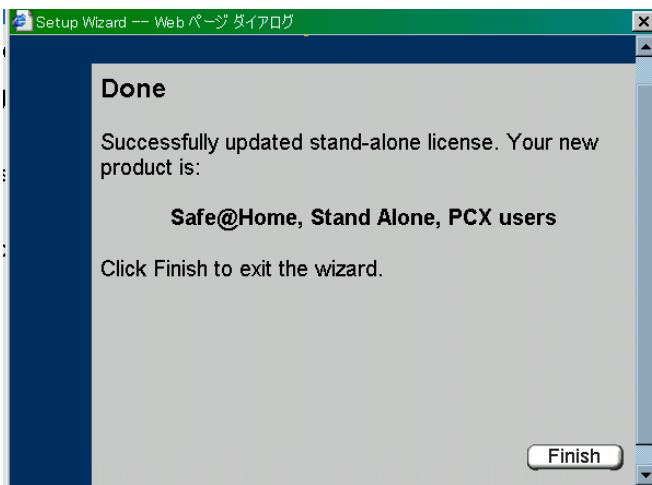 Setup Wizard -- Web ページ ダイアログ
Done
Successfully updated stand-alone license. Your new
product is:
Safe@Home, Stand Alone, PCX users
Click Finish to exit the wizard.
Finish